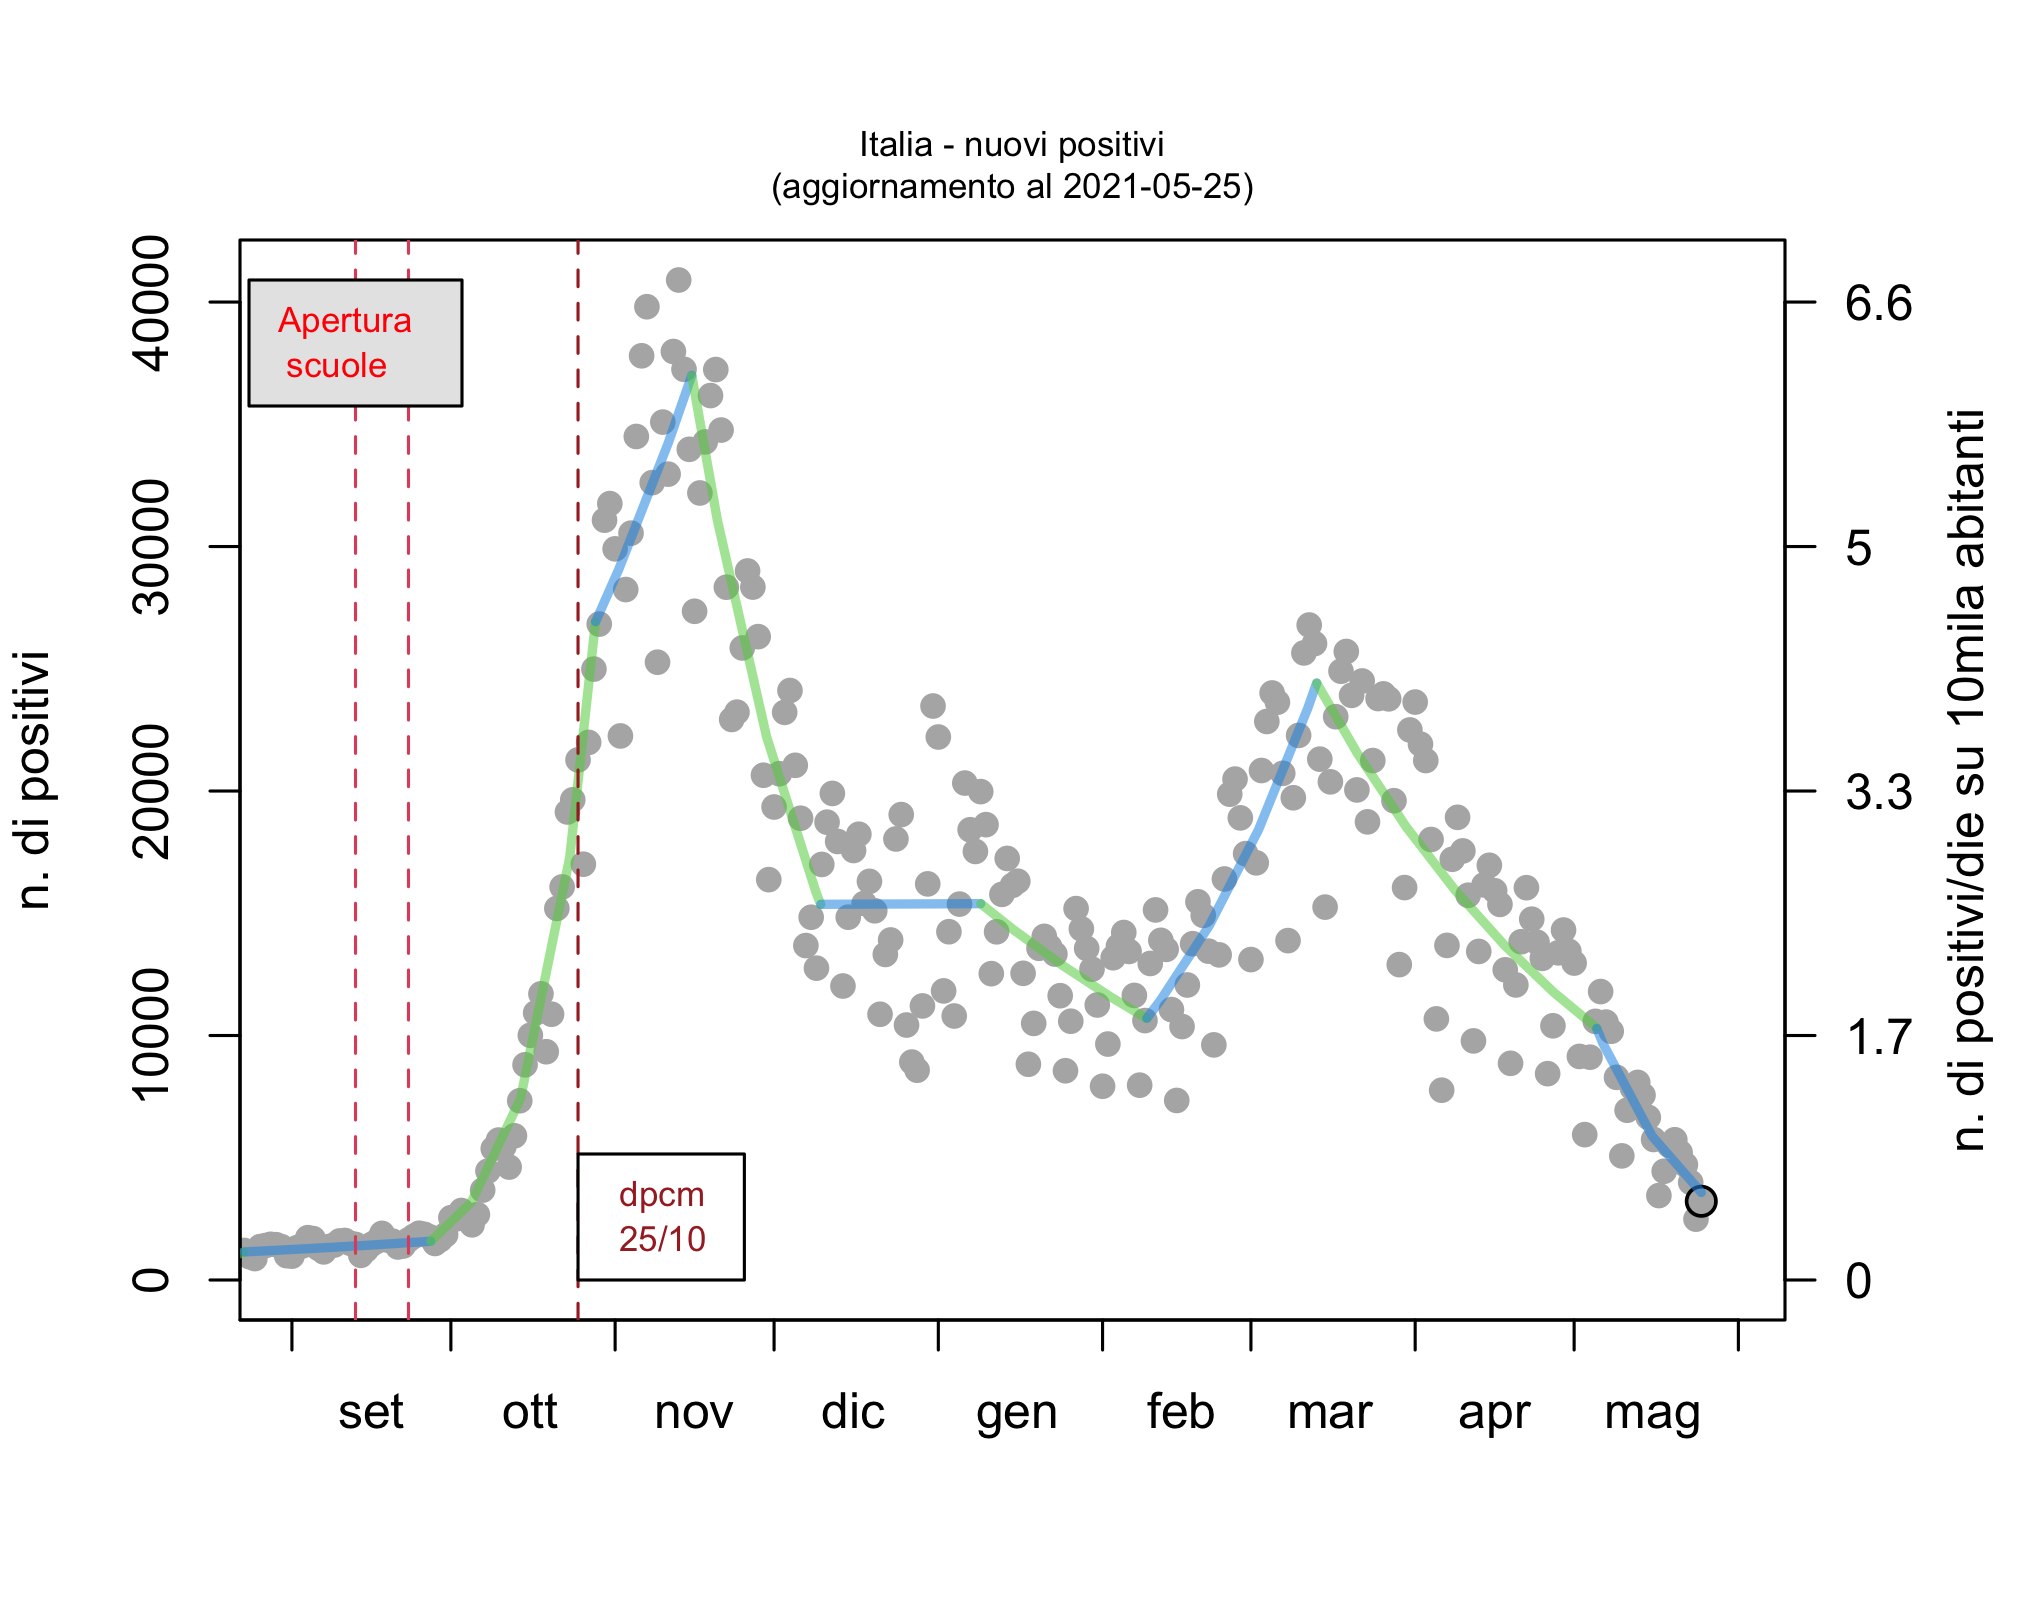 Italia - nuovi positivi
(aggiornamento al 2021-05-25)
n. di positivi
40000
30000
20000
10000
0
Apertura
scuole
dpcm
25/10
6.6
5
3.3
1.7
0
n. di positivi/die su 10mila abitanti
set ott nov dic gen feb mar apr mag